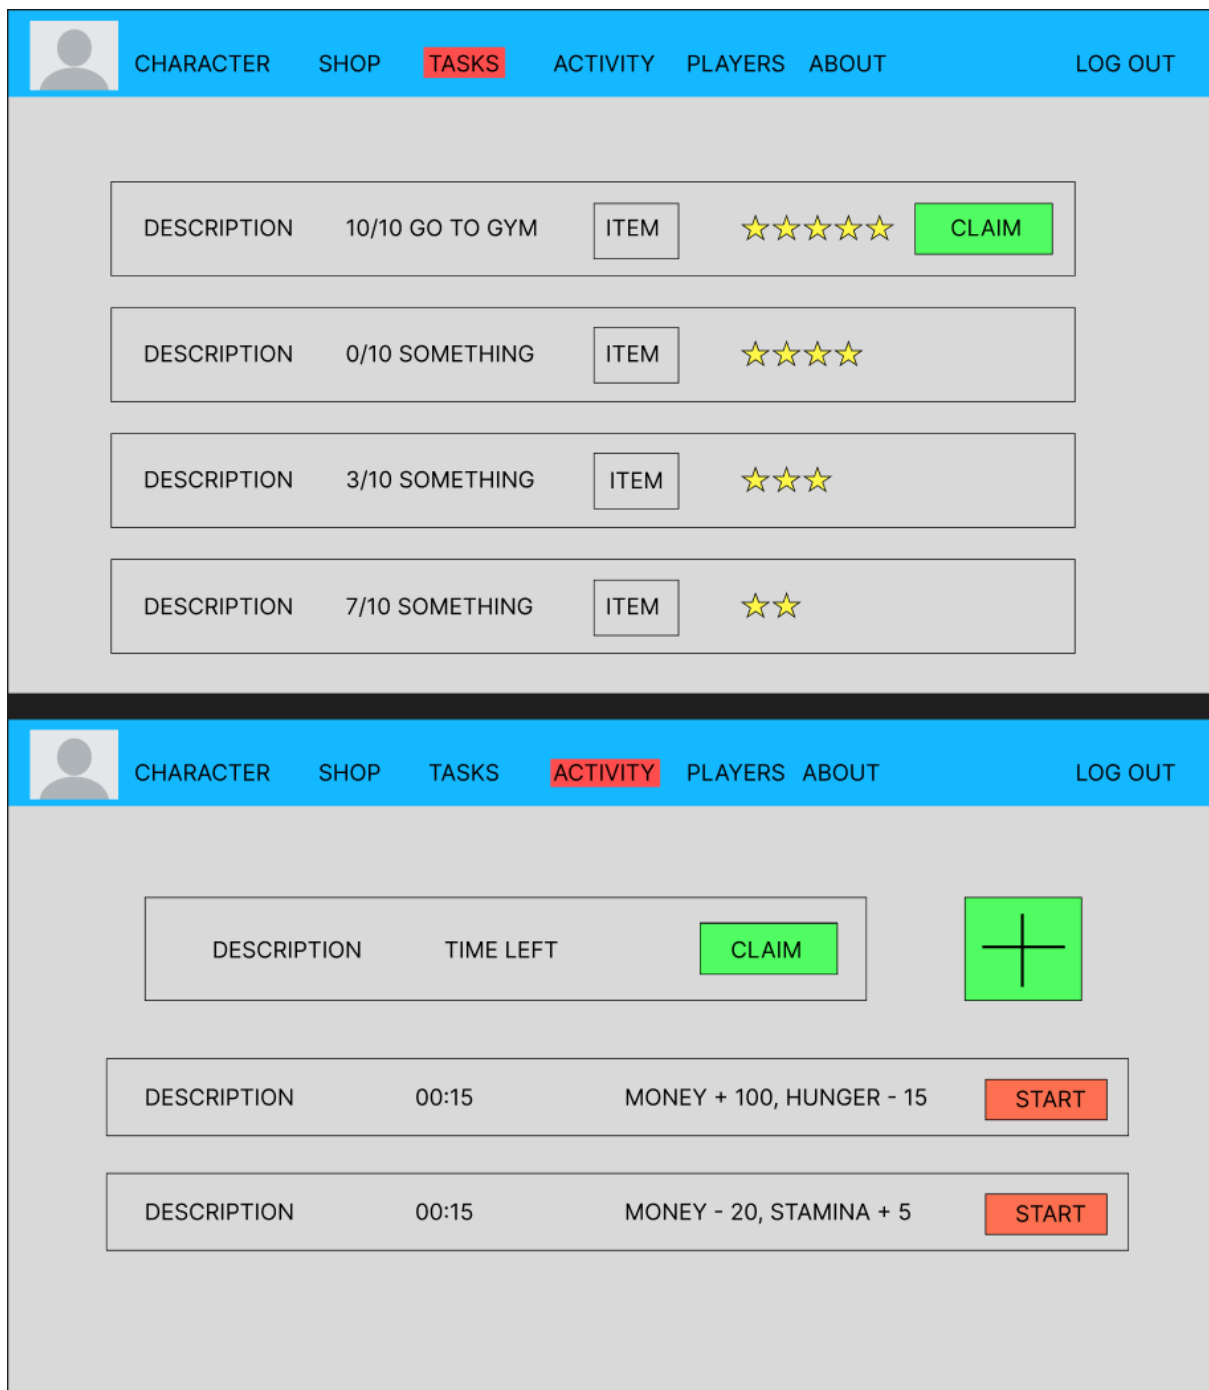 CHARACTER SHOP TASKS ACTIVITY PLAYERS ABOUT LOG OUT
DESCRIPTION 10/10 GO TO GYM ITEM CLAIM
DESCRIPTION 0/10 SOMETHING ITEM
DESCRIPTION 3/10 SOMETHING ITEM
DESCRIPTION 7/10 SOMETHING ITEM
CHARACTER SHOP TASKS ACTIVITY PLAYERS ABOUT LOG OUT
DESCRIPTION TIME LEFT CLAIM
DESCRIPTION 00:15 MONEY + 100, HUNGER - 15 START
DESCRIPTION 00:15 MONEY - 20, STAMINA + 5 START